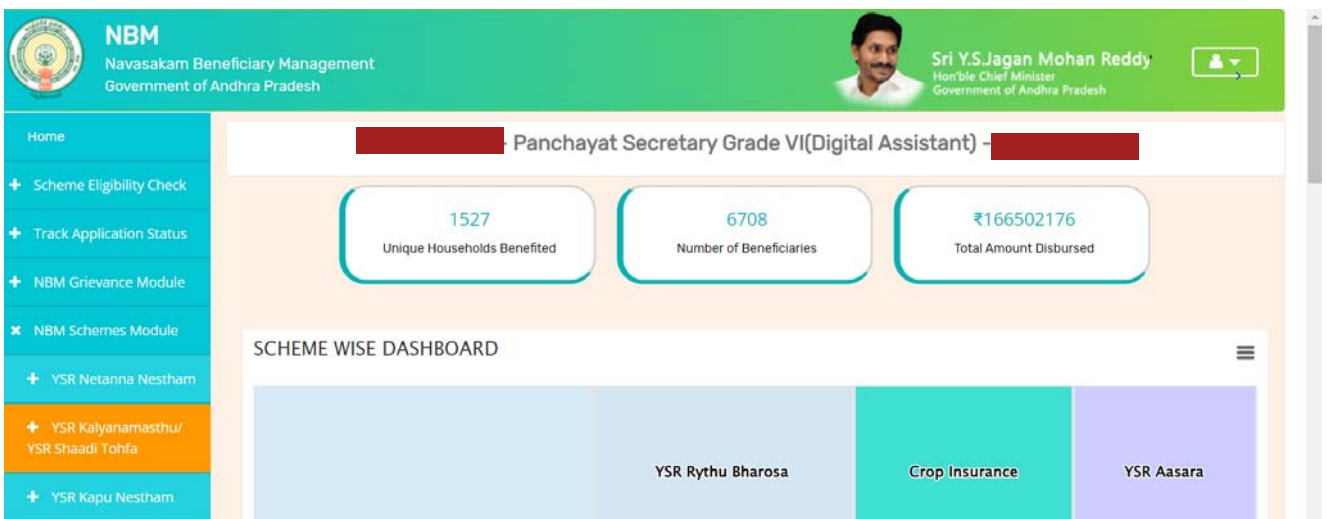 NBM
Navasakam Beneficiary Management
Government of Andhra Pradesh
Sri Y.S.Jagan Mohan Reddy
Hon'ble Chief Minister
Government of Andhra Pradesh
Home
- Panchayat Secretary Grade VI(Digital Assistant) -
Scheme Eligibility Check
Track Application Status
NBM Grievance Module
NBM Schemes Module
YSR Netanna Nestham
YSR Kalyanamasthu/
YSR Shaadi Tohfa
YSR Kapu Nestham
1527
Unique Households Benefited
6708
Number of Beneficiaries
₹166502176
Total Amount Disbursed
SCHEME WISE DASHBOARD
YSR Rythu Bharosa
Crop Insurance
YSR Aasara